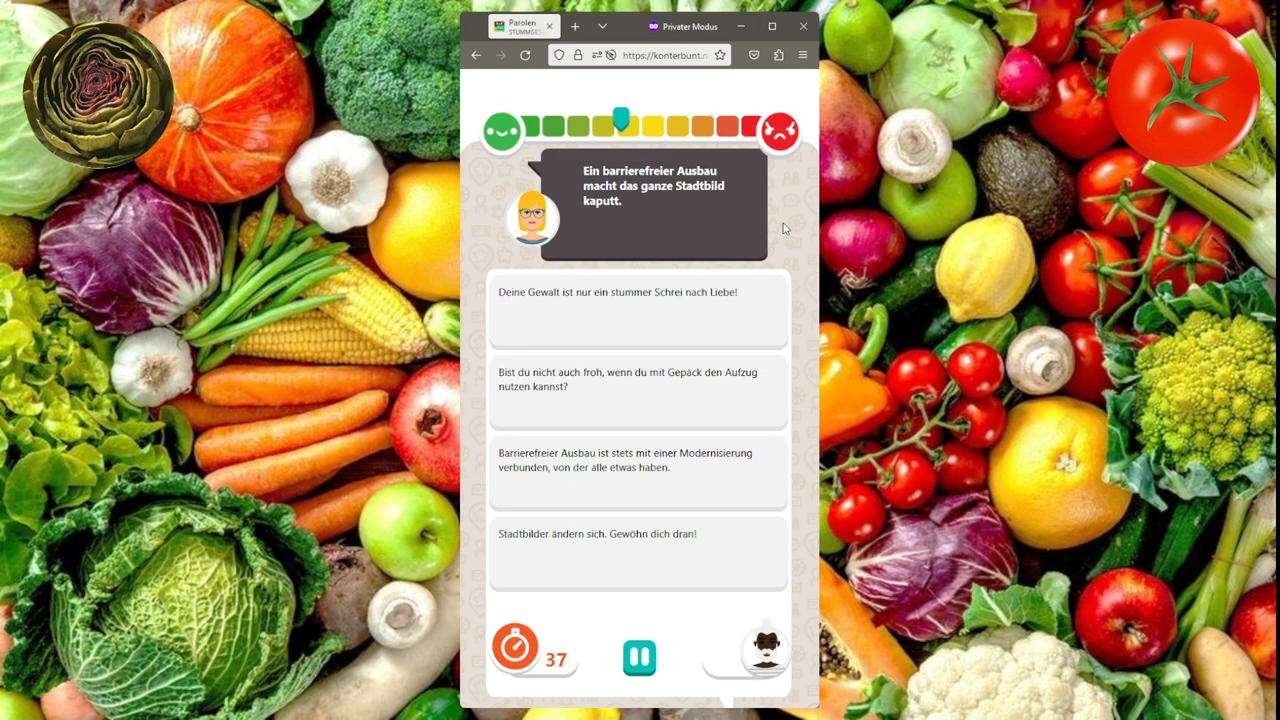 Parolen
STUMMGES
Privater Modus
https://konterbunt.n
Ein barrierefreier Ausbau
macht das ganze Stadtbild
kaputt.
Deine Gewalt ist nur ein stummer Schrei nach Liebe!
Bist du nicht auch froh, wenn du mit Gepäck den Aufzug
nutzen kannst?
Barrierefreier Ausbau ist stets mit einer Modernisierung
verbunden, von der alle etwas haben.
Stadtbilder ändern sich. Gewöhn dich dran!
37